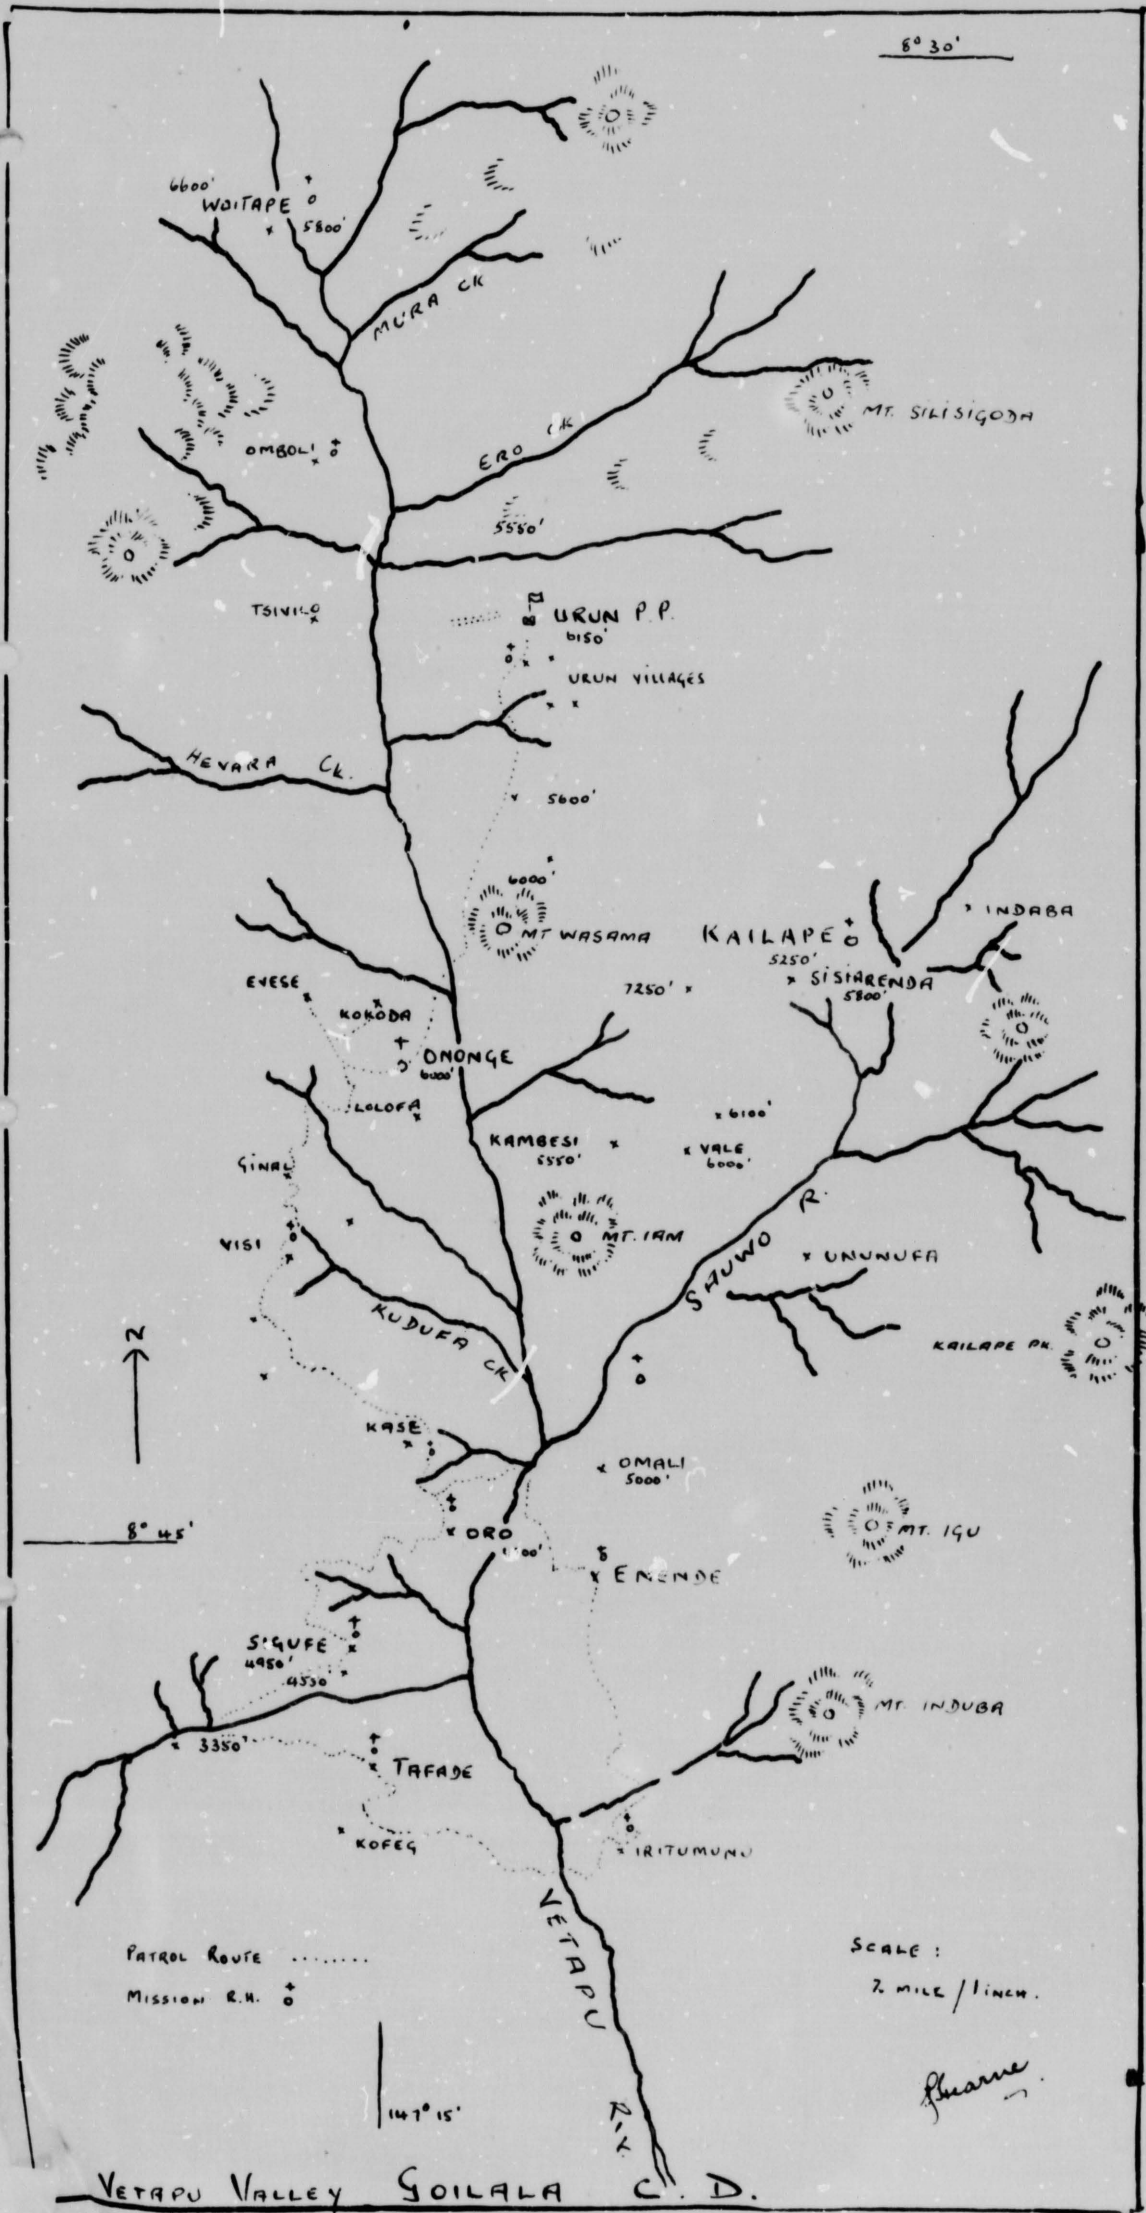 8° 30'
6600'
WOITAPE
5800'
MURA CK
MT. SILISIGODA
OMBOLI
ERO CK
5550'
TSIVILO
URUN P.P.
6150'
URUN VILLAGES
HEVARA CK.
5600'
6000'
MT WASAMA
KAILAPE
5250'
INDABA
EVESE
KOKODA
7250'
SISIARENDA
5800'
ONONGE
6000'
LOLOFA
6100'
KAMBESI
5550'
VALE
6000'
GINAL
VISI
MT. IAM
SAUWO R.
UNUNUFA
KUDUFA CK
KAILAPE PK.
N
KASE
OMALI
5000'
8° 45'
ORO
MT. IGU
ENENDE
SIGUFE
4950'
4550'
3350'
MT. INDUBA
TAFADE
KOFEG
IRITUMUNU
VETAPU RIV.
PATROL ROUTE ........
MISSION R.H.
SCALE :
2 MILE / 1 INCH.
147° 15'
VETAPU VALLEY GOILALA C. D.